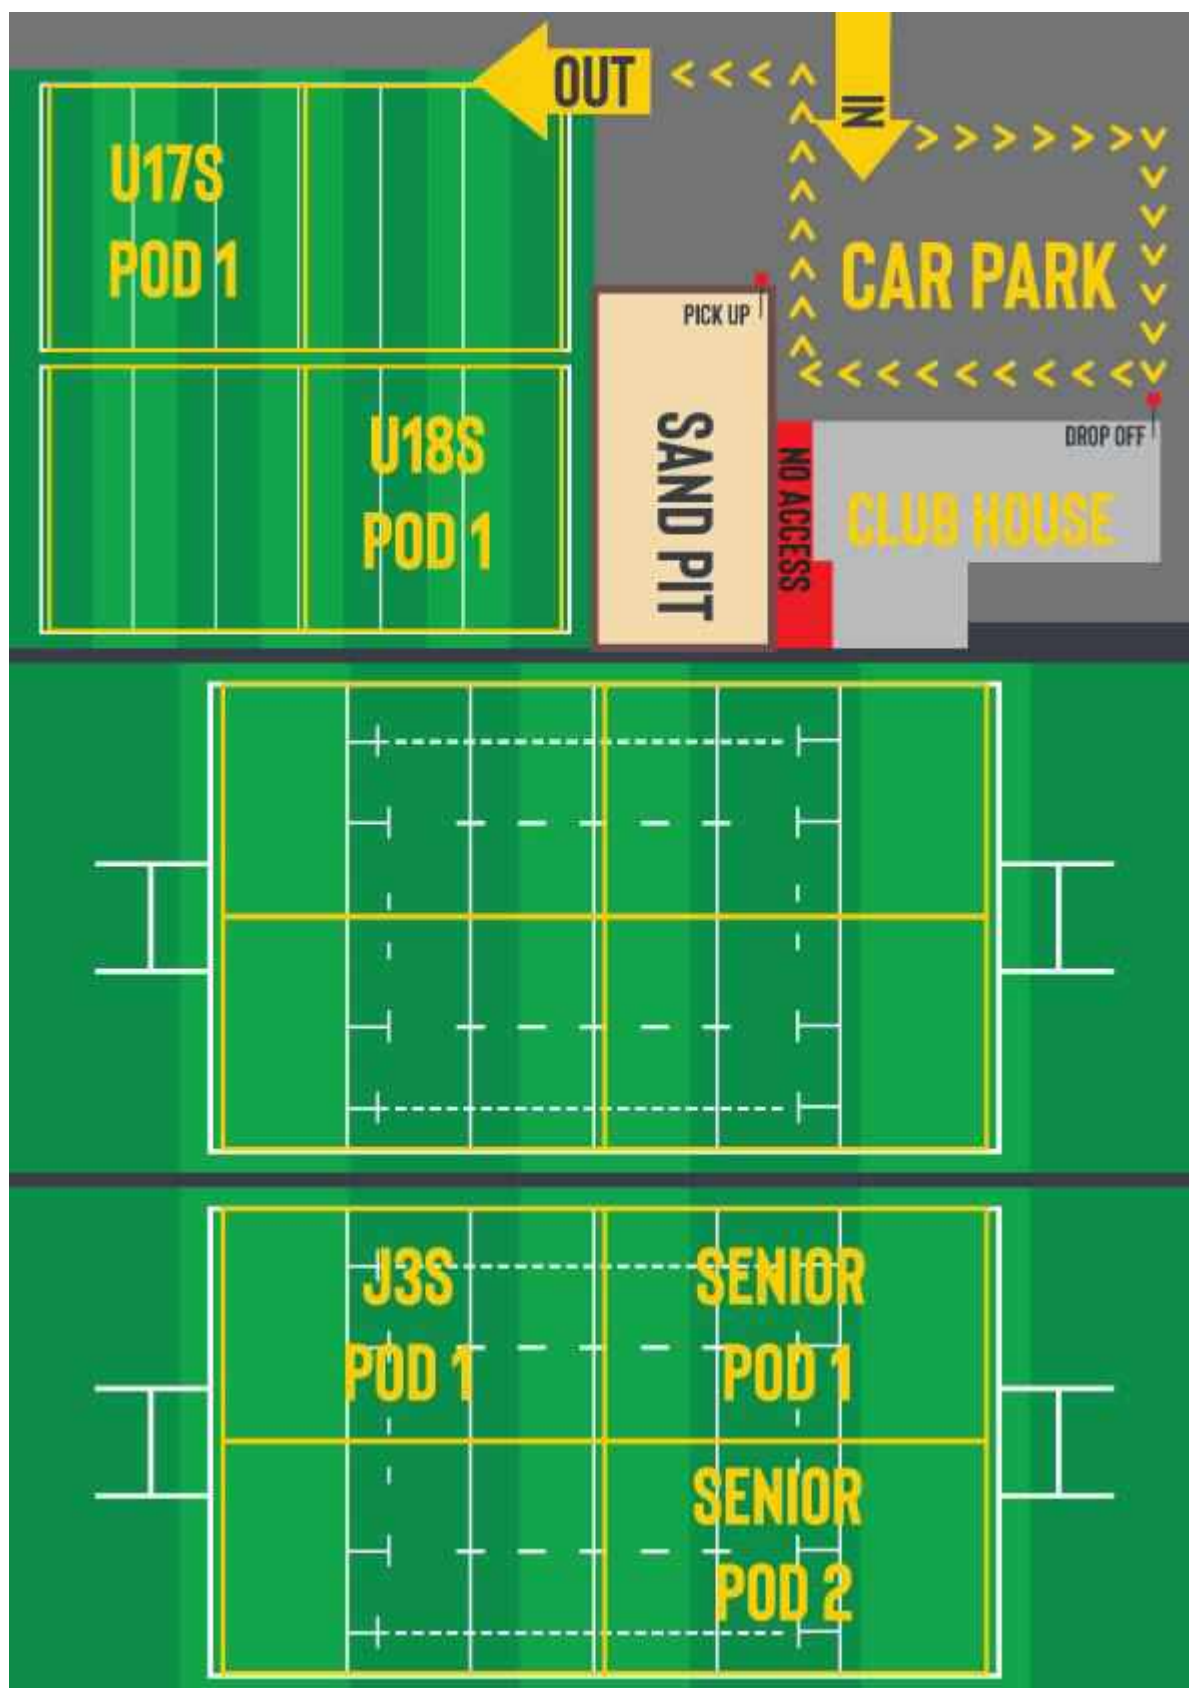 OUT
IN
U17S
POD 1
CAR PARK
PICK UP
SAND PIT
DROP OFF
NO ACCESS
CLUB HOUSE
U18S
POD 1
J3S
POD 1
SENIOR
POD 1
SENIOR
POD 2